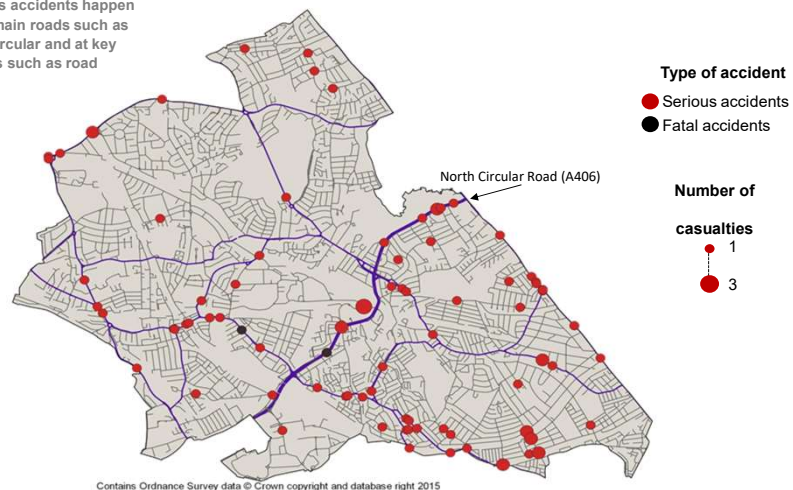 s accidents happen
main roads such as
ircular and at key
s such as road
Type of accident
Serious accidents
Fatal accidents
North Circular Road (A406)
Number of
casualties
1
3
Contains Ordnance Survey data © Crown copyright and database right 2015